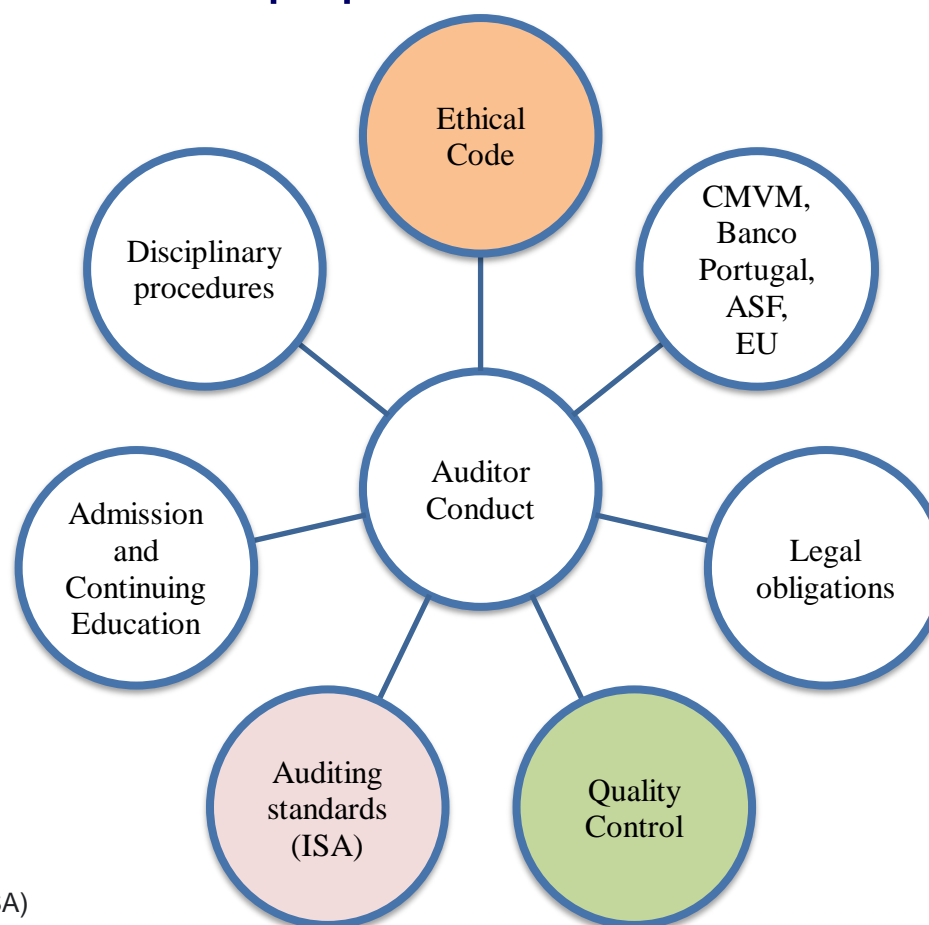 Ethical
Code
CMVM,
Banco
Portugal,
ASF,
EU
Disciplinary
procedures
Auditor
Conduct
Admission
and
Continuing
Education
Legal
obligations
Auditing
standards
(ISA)
Quality
Control